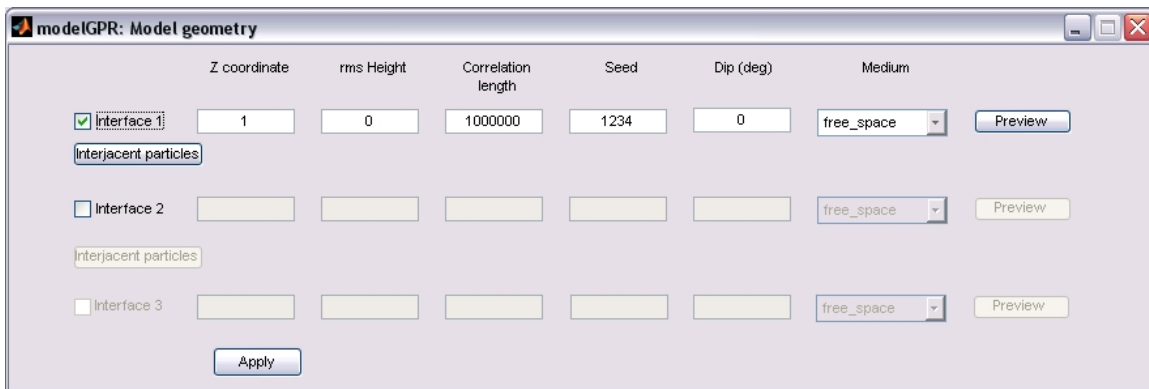 modelGPR: Model geometry
Z coordinate rms Height Correlation length Seed Dip (deg) Medium
Interface 1 1 0 1000000 1234 0 free_space Preview
Interjacent particles
Interface 2 free_space Preview
Interjacent particles
Interface 3 free_space Preview
Apply